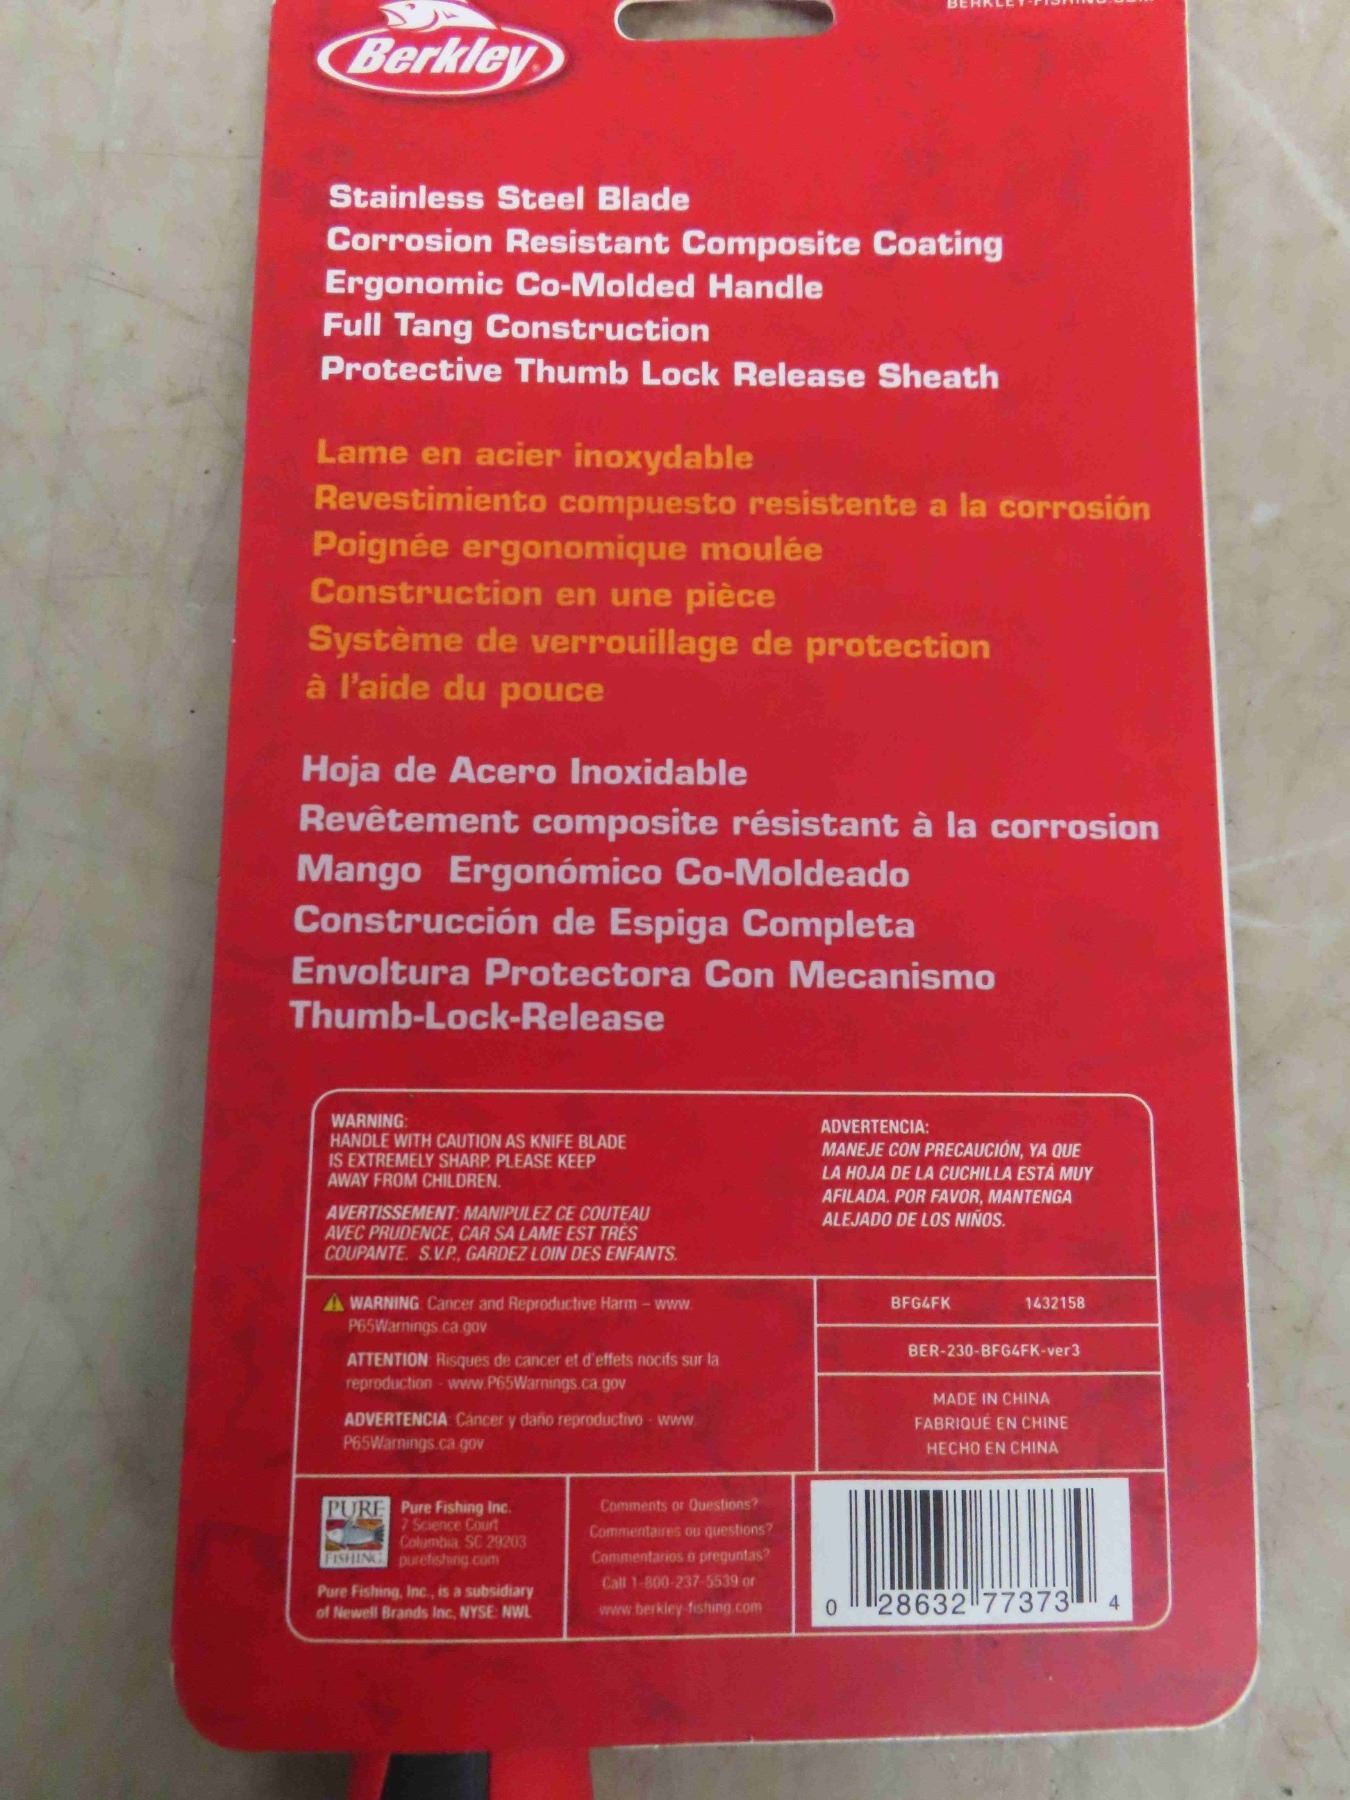 BERKLEY-FISHING.COM
Berkley
Stainless Steel Blade
Corrosion Resistant Composite Coating
Ergonomic Co-Molded Handle
Full Tang Construction
Protective Thumb Lock Release Sheath
Lame en acier inoxydable
Revestimiento compuesto resistente a la corrosión
Poignée ergonomique moulée
Construction en une pièce
Système de verrouillage de protection
à l'aide du pouce
Hoja de Acero Inoxidable
Revêtement composite résistant à la corrosion
Mango Ergonómico Co-Moldeado
Construcción de Espiga Completa
Envoltura Protectora Con Mecanismo
Thumb-Lock-Release
WARNING:
HANDLE WITH CAUTION AS KNIFE BLADE
IS EXTREMELY SHARP. PLEASE KEEP
AWAY FROM CHILDREN.
AVERTISSEMENT: MANIPULEZ CE COUTEAU
AVEC PRUDENCE, CAR SA LAME EST TRÈS
COUPANTE. S.V.P., GARDEZ LOIN DES ENFANTS.
ADVERTENCIA:
MANEJE CON PRECAUCIÓN, YA QUE
LA HOJA DE LA CUCHILLA ESTÁ MUY
AFILADA. POR FAVOR, MANTENGA
ALEJADO DE LOS NIÑOS.
WARNING: Cancer and Reproductive Harm – www.
P65Warnings.ca.gov
ATTENTION: Risques de cancer et d'effets nocifs sur la
reproduction - www.P65Warnings.ca.gov
ADVERTENCIA: Cáncer y daño reproductivo - www.
P65Warnings.ca.gov
BFG4FK 1432158
BER-230-BFG4FK-ver3
MADE IN CHINA
FABRIQUÉ EN CHINE
HECHO EN CHINA
PURE
FISHING
Pure Fishing Inc.
7 Science Court
Columbia, SC 29203
purefishing.com
Pure Fishing, Inc., is a subsidiary
of Newell Brands Inc, NYSE: NWL
Comments or Questions?
Commentaires ou questions?
Commentarios o preguntas?
Call 1-800-237-5539 or
www.berkley-fishing.com
0 28632 77373 4